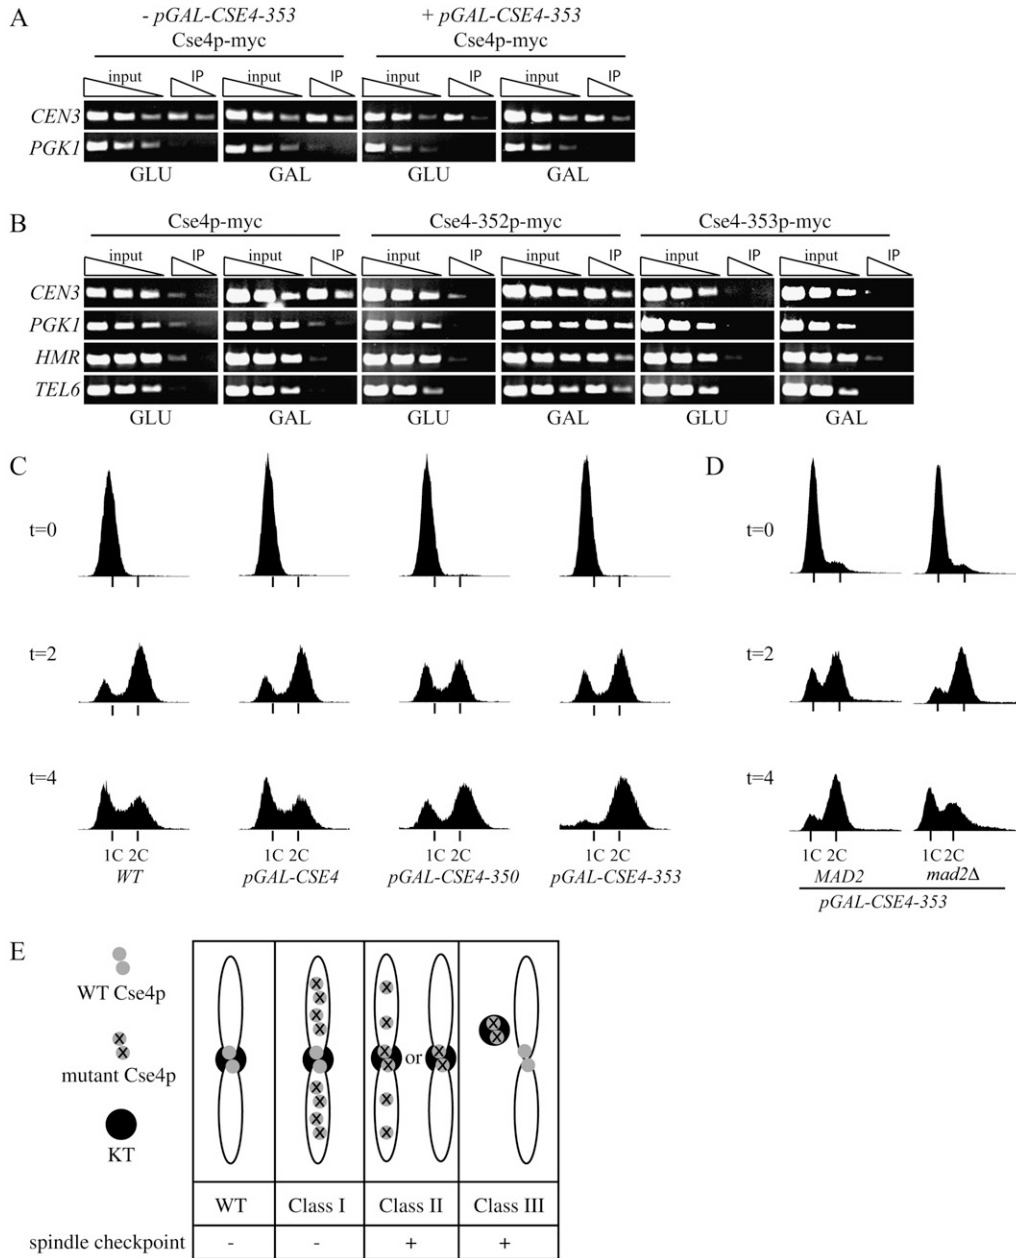 A
- pGAL-CSE4-353 + pGAL-CSE4-353
Cse4p-myc Cse4p-myc
input IP input IP input IP input IP
CEN3
PGK1
GLU GAL GLU GAL
B
Cse4p-myc Cse4-352p-myc Cse4-353p-myc
input IP input IP input IP input IP input IP input IP
CEN3
PGK1
HMR
TEL6
GLU GAL GLU GAL GLU GAL
C
t=0
t=2
t=4
1C 2C 1C 2C 1C 2C 1C 2C
WT pGAL-CSE4 pGAL-CSE4-350 pGAL-CSE4-353
D
t=0
t=2
t=4
1C 2C 1C 2C
MAD2 mad2Δ
pGAL-CSE4-353
E
WT Cse4p
mutant Cse4p
KT
or
WT Class I Class II Class III
spindle checkpoint - - + +